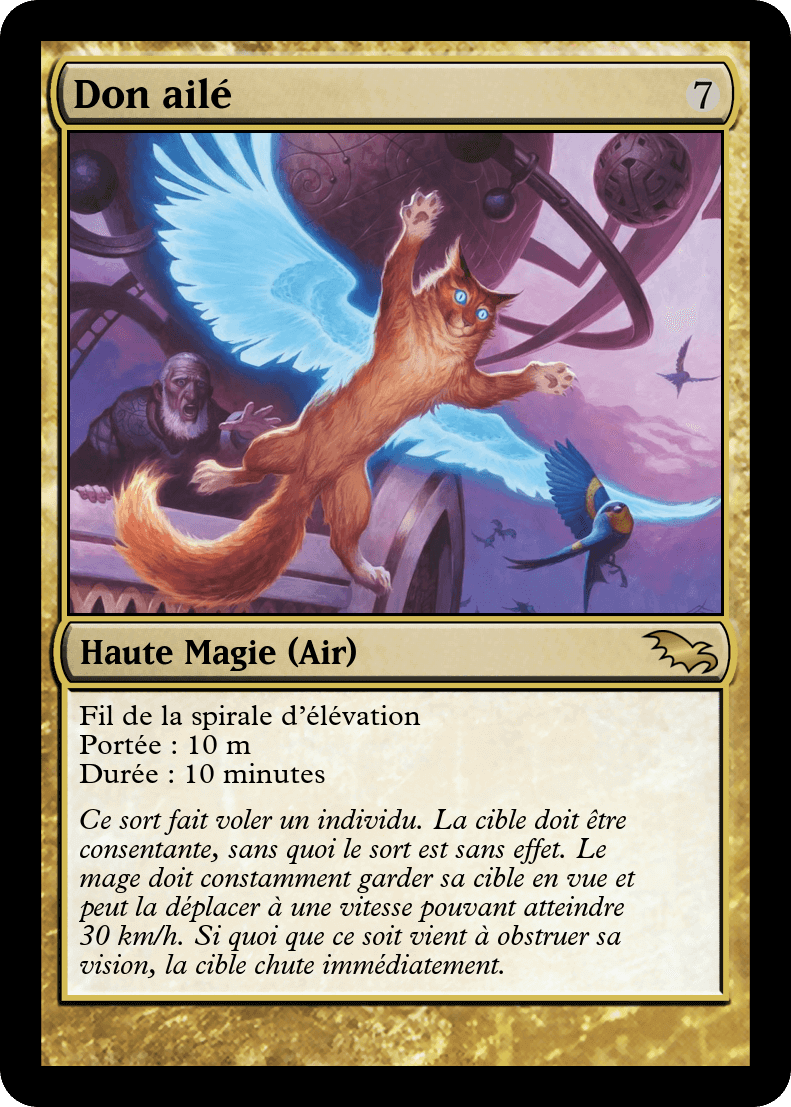 Don ailé
7
Haute Magie (Air)
Fil de la spirale d'élévation
Portée : 10 m
Durée : 10 minutes
Ce sort fait voler un individu. La cible doit être
consentante, sans quoi le sort est sans effet. Le
mage doit constamment garder sa cible en vue et
peut la déplacer à une vitesse pouvant atteindre
30 km/h. Si quoi que ce soit vient à obstruer sa
vision, la cible chute immédiatement.